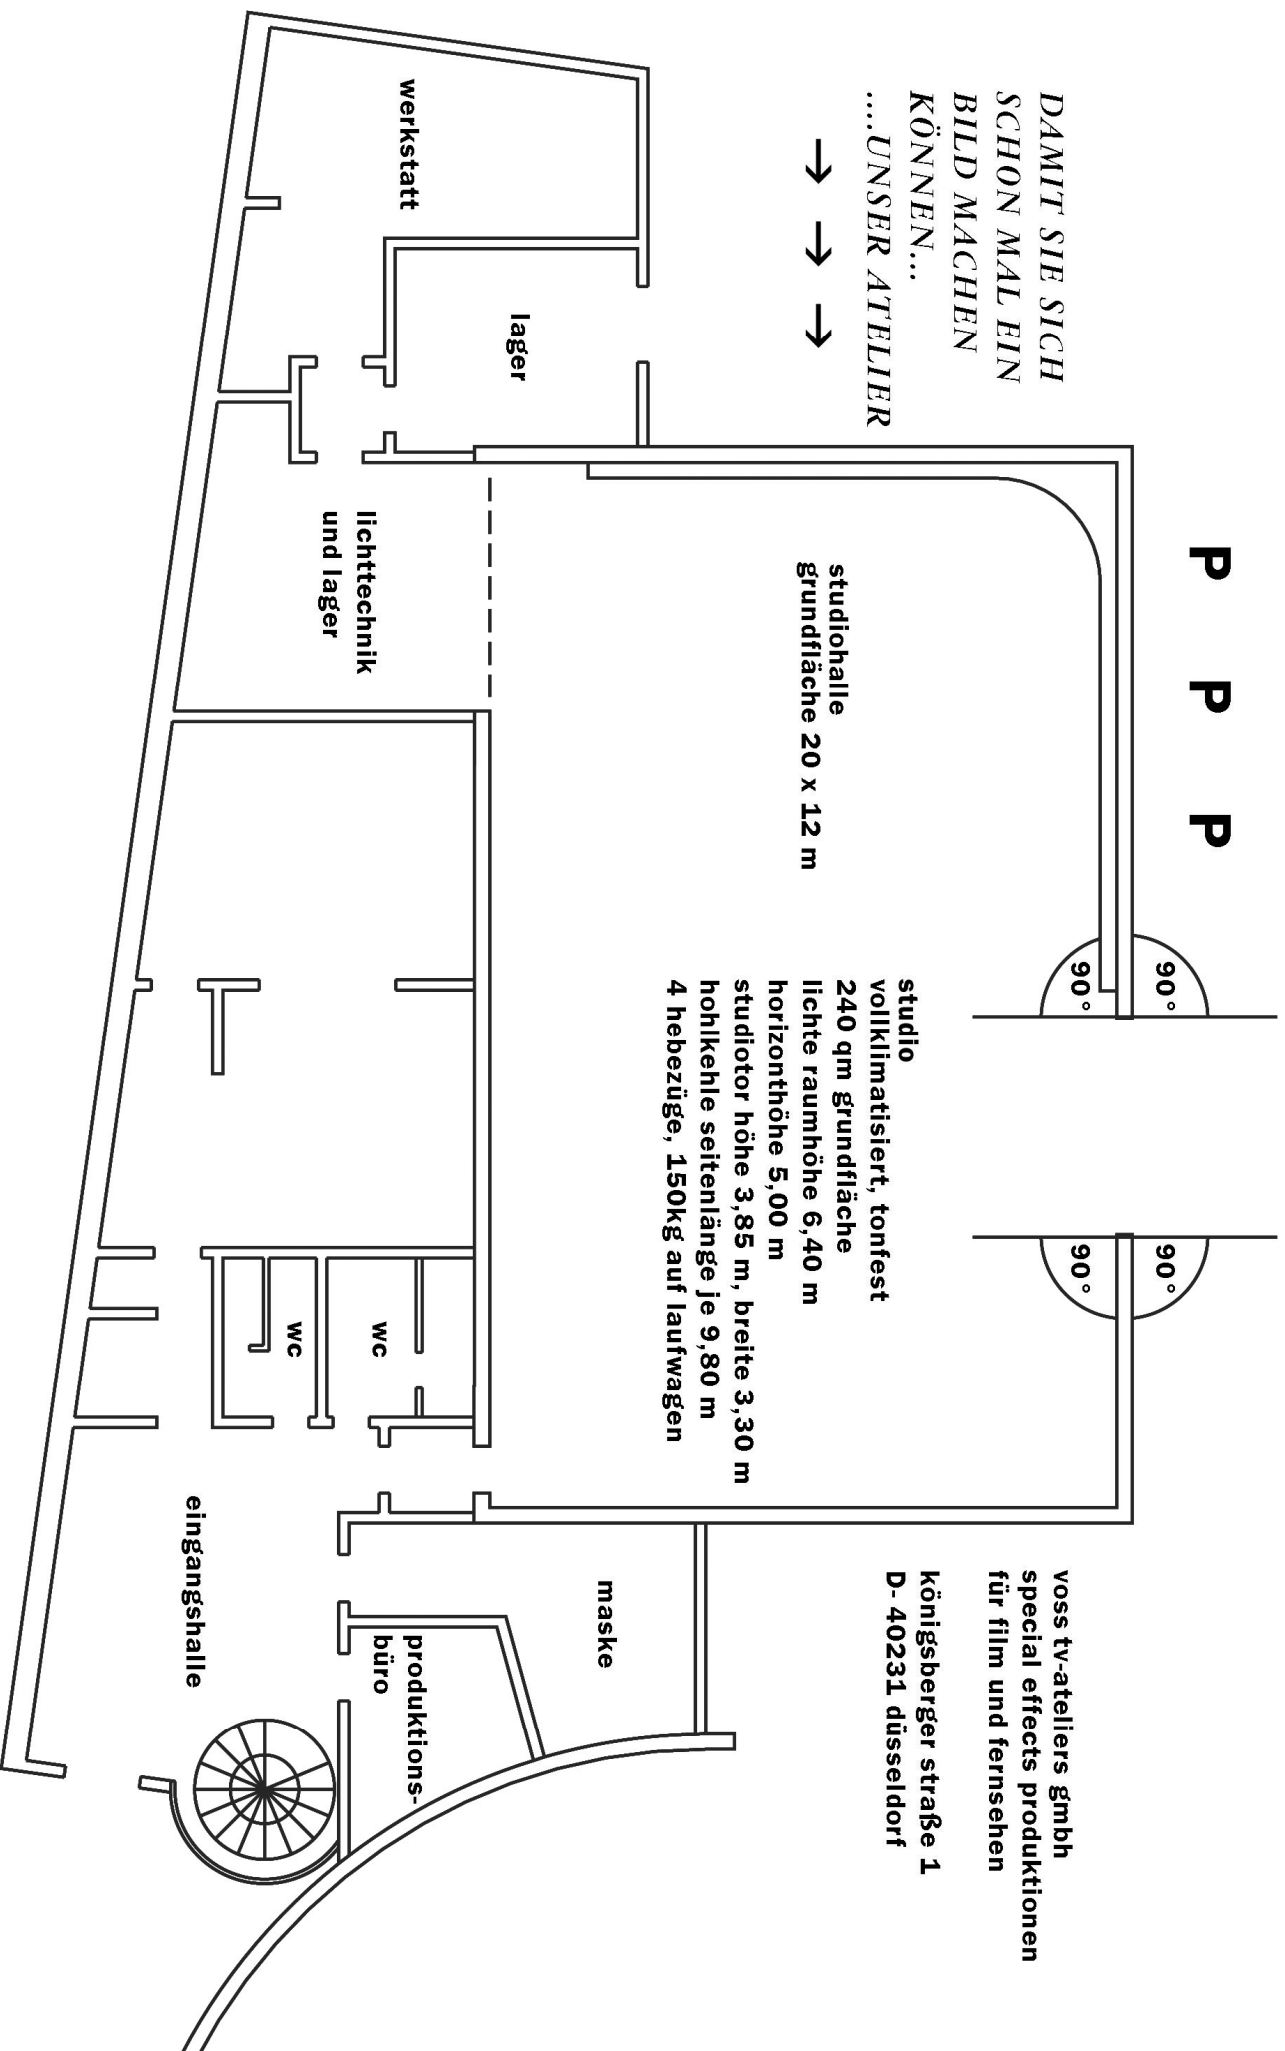 DAMIT SIE SICH
SCHON MAL EIN
BILD MACHEN
KÖNNEN...
....UNSER ATELIER
→ → →
P P P
90° 90°
90° 90°
voss tv-ateliers gmbh
special effects produktionen
für film und fernsehen
königsberger straße 1
D- 40231 düsseldorf
studiohalle
grundfläche 20 x 12 m
studio
vollklimatisiert, tonfest
240 qm grundfläche
lichte raumhöhe 6,40 m
horizonthöhe 5,00 m
studiotor höhe 3,85 m, breite 3,30 m
hohlkehle seitenlänge je 9,80 m
4 hebezüge, 150kg auf laufwagen
lager
werkstatt
lichttechnik
und lager
wc
wc
maske
produktions-
büro
eingangshalle